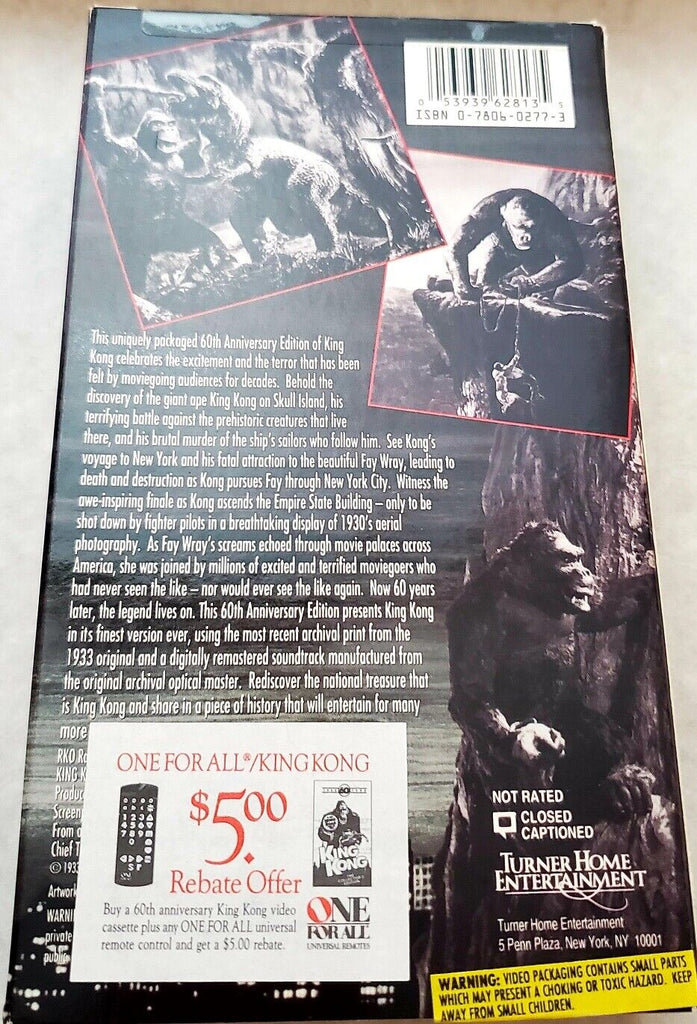 0 53939 62813 5
ISBN 0-7806-0277-3
This uniquely packaged 60th Anniversary Edition of King
Kong celebrates the excitement and the terror that has been
felt by moviegoing audiences for decades. Behold the
discovery of the giant ape King Kong on Skull Island, his
terrifying battle against the prehistoric creatures that live
there, and his brutal murder of the ship's sailors who follow him. See Kong's
voyage to New York and his fatal attraction to the beautiful Fay Wray, leading to
death and destruction as Kong pursues Fay through New York City. Witness the
awe-inspiring finale as Kong ascends the Empire State Building – only to be
shot down by fighter pilots in a breathtaking display of 1930's aerial
photography. As Fay Wray's screams echoed through movie palaces across
America, she was joined by millions of excited and terrified moviegoers who
had never seen the like – nor would ever see the like again. Now 60 years
later, the legend lives on. This 60th Anniversary Edition presents King Kong
in its finest version ever, using the most recent archival print from the
1933 original and a digitally remastered soundtrack manufactured from
the original archival optical master. Rediscover the national treasure that
is King Kong and share in a piece of history that will entertain for many
more
RKO
KING
Produc
Screen
From
Chief
© 1933
Artwork
WARNI
private
public
ONE FOR ALL®/KING KONG
$5.00
Rebate Offer
KING
KONG
Buy a 60th anniversary King Kong video
cassette plus any ONE FOR ALL universal
remote control and get a $5.00 rebate.
ONE
FOR ALL
UNIVERSAL REMOTES
NOT RATED
CLOSED
CAPTIONED
TURNER HOME
ENTERTAINMENT
Turner Home Entertainment
5 Penn Plaza, New York, NY 10001
WARNING: VIDEO PACKAGING CONTAINS SMALL PARTS
WHICH MAY PRESENT A CHOKING OR TOXIC HAZARD. KEEP
AWAY FROM SMALL CHILDREN.